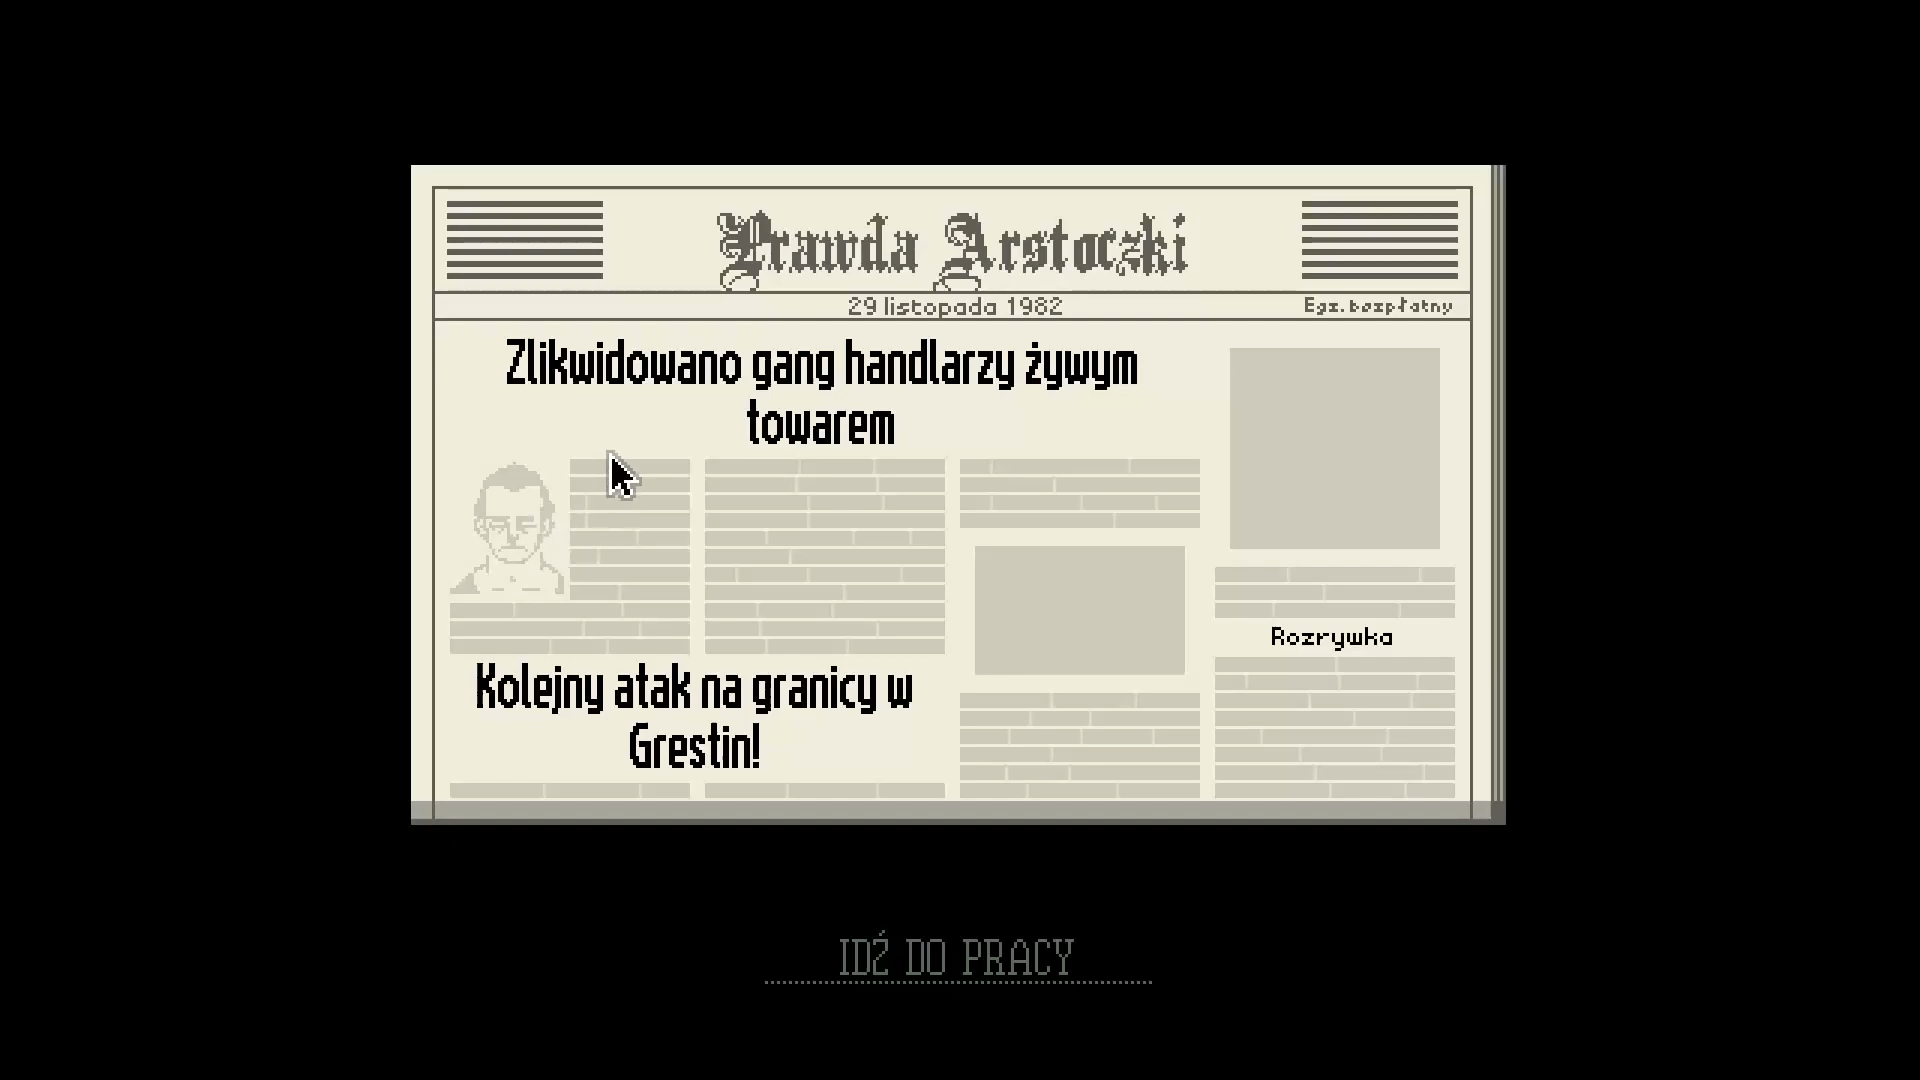 Prawda Arstoczki
29 listopada 1982
Egz. bezpłatny
Zlikwidowano gang handlarzy żywym
towarem
Kolejny atak na granicy w
Grestin!
Rozrywka
IDŹ DO PRACY